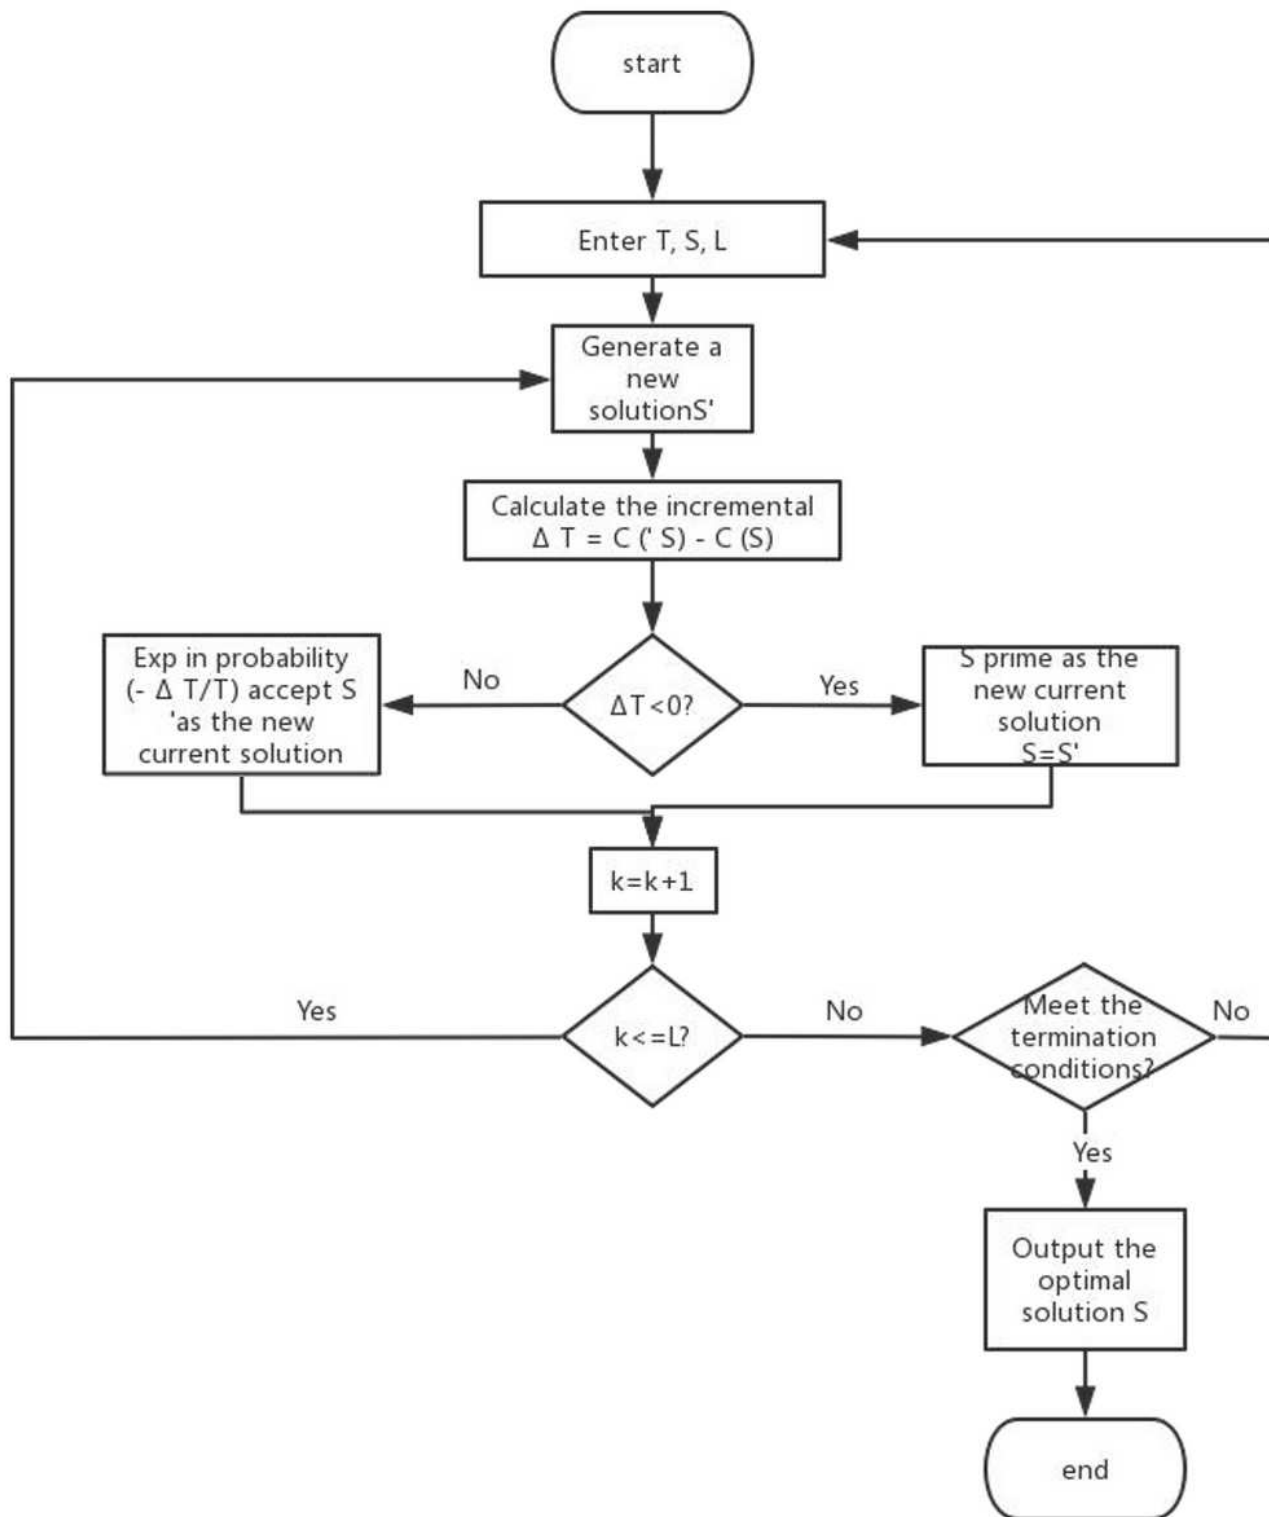 start
Enter T, S, L
Generate a
new
solutionS'
Calculate the incremental
Δ T = C (' S) - C (S)
Exp in probability
(- Δ T/T) accept S
'as the new
current solution
No
ΔT<0?
Yes
S prime as the
new current
solution
S=S'
k=k+1
Yes
k<=L?
No
Meet the
termination
conditions?
No
Yes
Output the
optimal
solution S
end